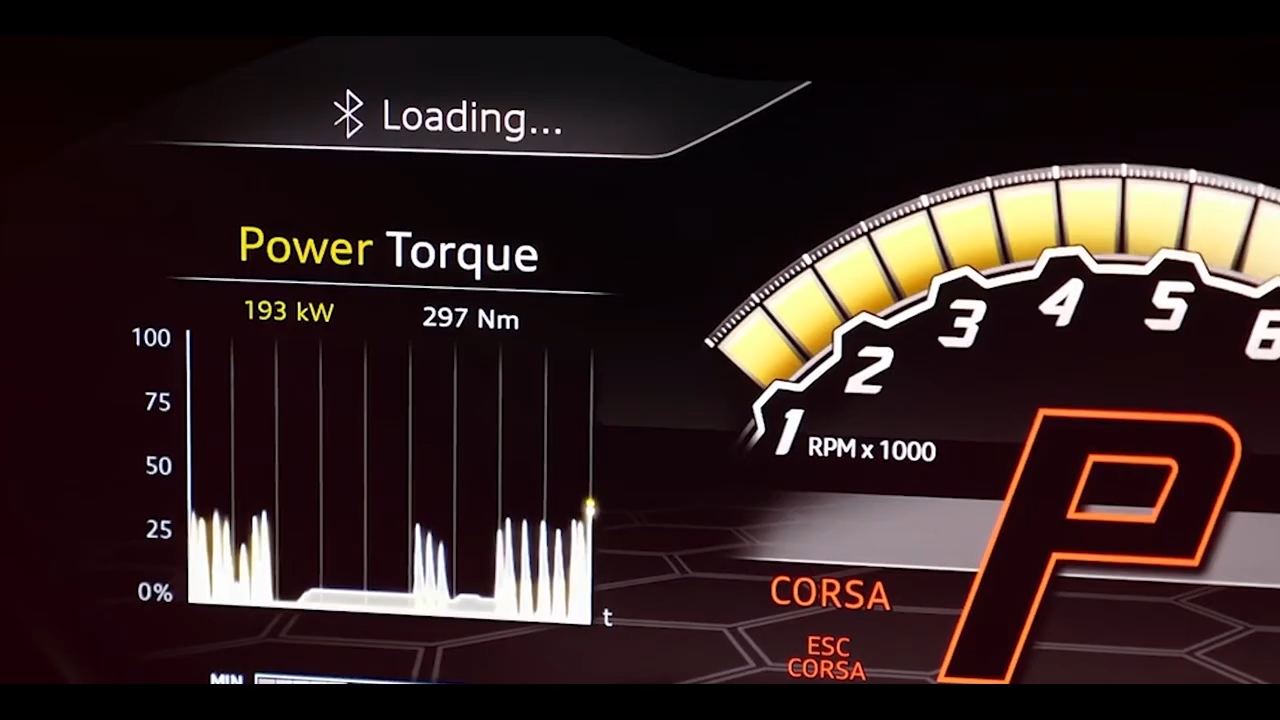 Loading...
Power Torque
193 kW 297 Nm
100
75
50
25
0%
t
MIN
1 2 3 4 5 6
RPM x 1000
P
CORSA
ESC
CORSA